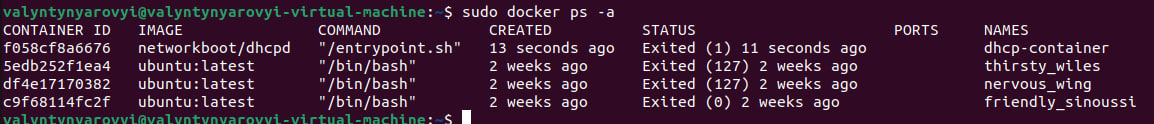 valyntynyarovyi@valyntynyarovyi-virtual-machine:~$ sudo docker ps -a
CONTAINER ID   IMAGE               COMMAND            CREATED          STATUS                      PORTS     NAMES
f058cf8a6676   networkboot/dhcpd   "/entrypoint.sh"   13 seconds ago   Exited (1) 11 seconds ago             dhcp-container
5edb252f1ea4   ubuntu:latest       "/bin/bash"        2 weeks ago      Exited (127) 2 weeks ago              thirsty_wiles
df4e17170382   ubuntu:latest       "/bin/bash"        2 weeks ago      Exited (127) 2 weeks ago              nervous_wing
c9f68114fc2f   ubuntu:latest       "/bin/bash"        2 weeks ago      Exited (0) 2 weeks ago                friendly_sinoussi
valyntynyarovyi@valyntynyarovyi-virtual-machine:~$